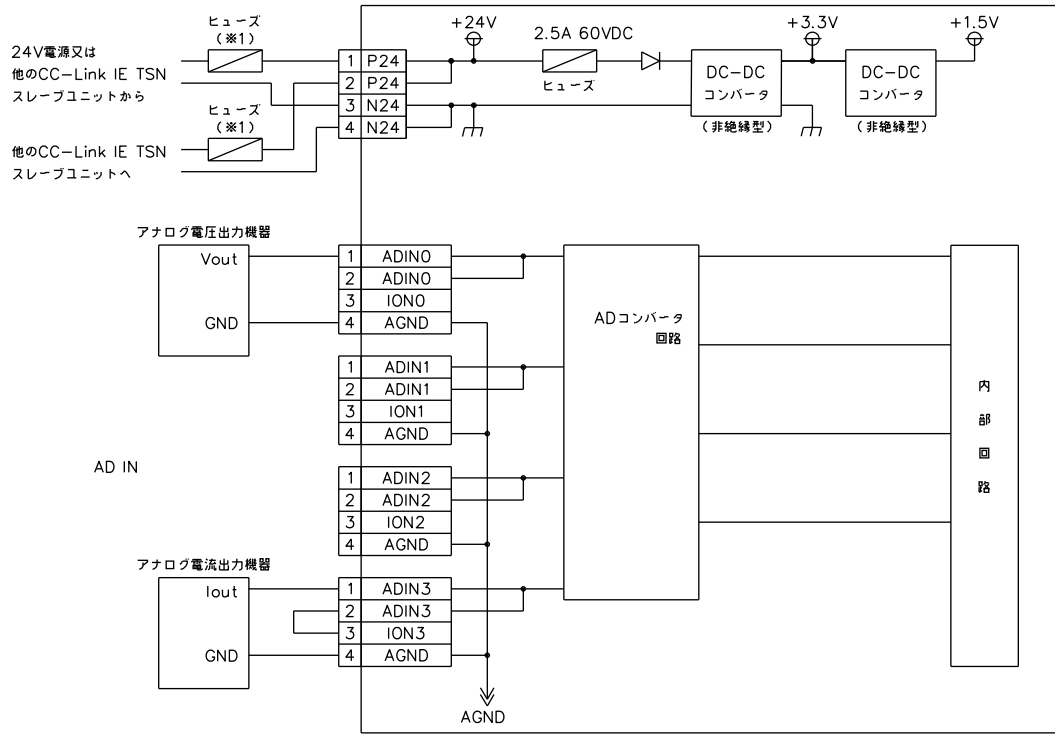 ヒューズ
(※1)
24V電源又は
他のCC-Link IE TSN
スレーブユニットから
ヒューズ
(※1)
他のCC-Link IE TSN
スレーブユニットへ
1 P24
2 P24
3 N24
4 N24
+24V
2.5A 60VDC
ヒューズ
DC-DC
コンバータ
(非絶縁型)
+3.3V
DC-DC
コンバータ
(非絶縁型)
+1.5V
アナログ電圧出力機器
Vout
GND
1 ADIN0
2 ADIN0
3 ION0
4 AGND
1 ADIN1
2 ADIN1
3 ION1
4 AGND
AD IN
1 ADIN2
2 ADIN2
3 ION2
4 AGND
アナログ電流出力機器
Iout
GND
1 ADIN3
2 ADIN3
3 ION3
4 AGND
AGND
ADコンバータ
回路
内
部
回
路